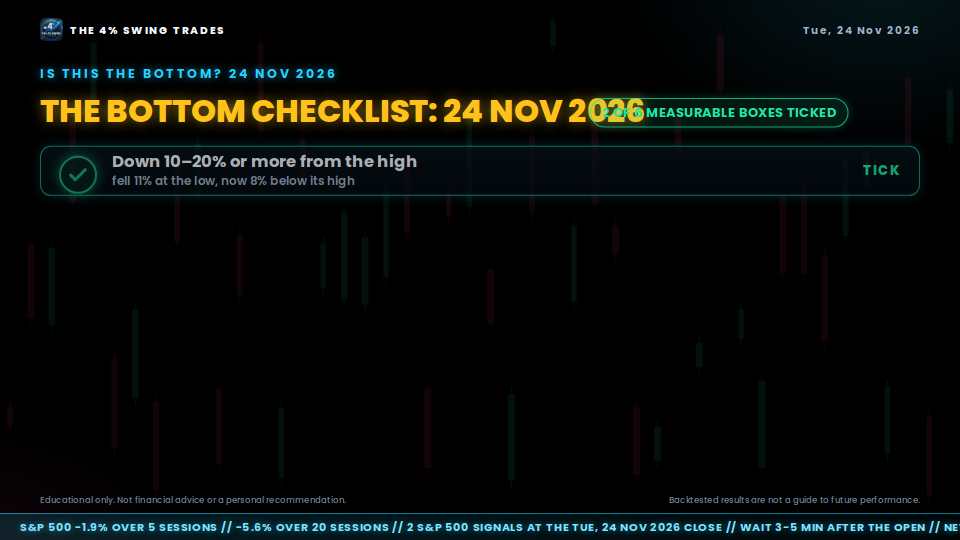 THE 4% SWING TRADES
Tue, 24 Nov 2026
IS THIS THE BOTTOM? 24 NOV 2026
THE BOTTOM CHECKLIST: 24 NOV 2026
MEASURABLE BOXES TICKED
Down 10–20% or more from the high
fell 11% at the low, now 8% below its high
TICK
Educational only. Not financial advice or a personal recommendation.
Backtested results are not a guide to future performance.
S&P 500 -1.9% OVER 5 SESSIONS // -5.6% OVER 20 SESSIONS // 2 S&P 500 SIGNALS AT THE TUE, 24 NOV 2026 CLOSE // WAIT 3-5 MIN AFTER THE OPEN //